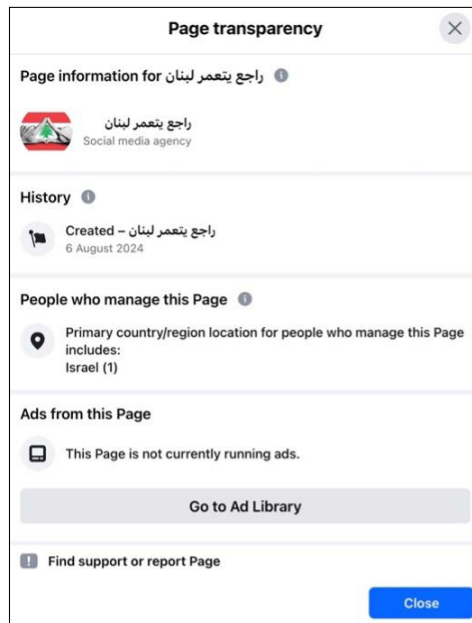 Page transparency
Page information for راجع يتعمر لبنان
راجع يتعمر لبنان
Social media agency
History
Created – راجع يتعمر لبنان
6 August 2024
People who manage this Page
Primary country/region location for people who manage this Page
includes:
Israel (1)
Ads from this Page
This Page is not currently running ads.
Go to Ad Library
Find support or report Page
Close